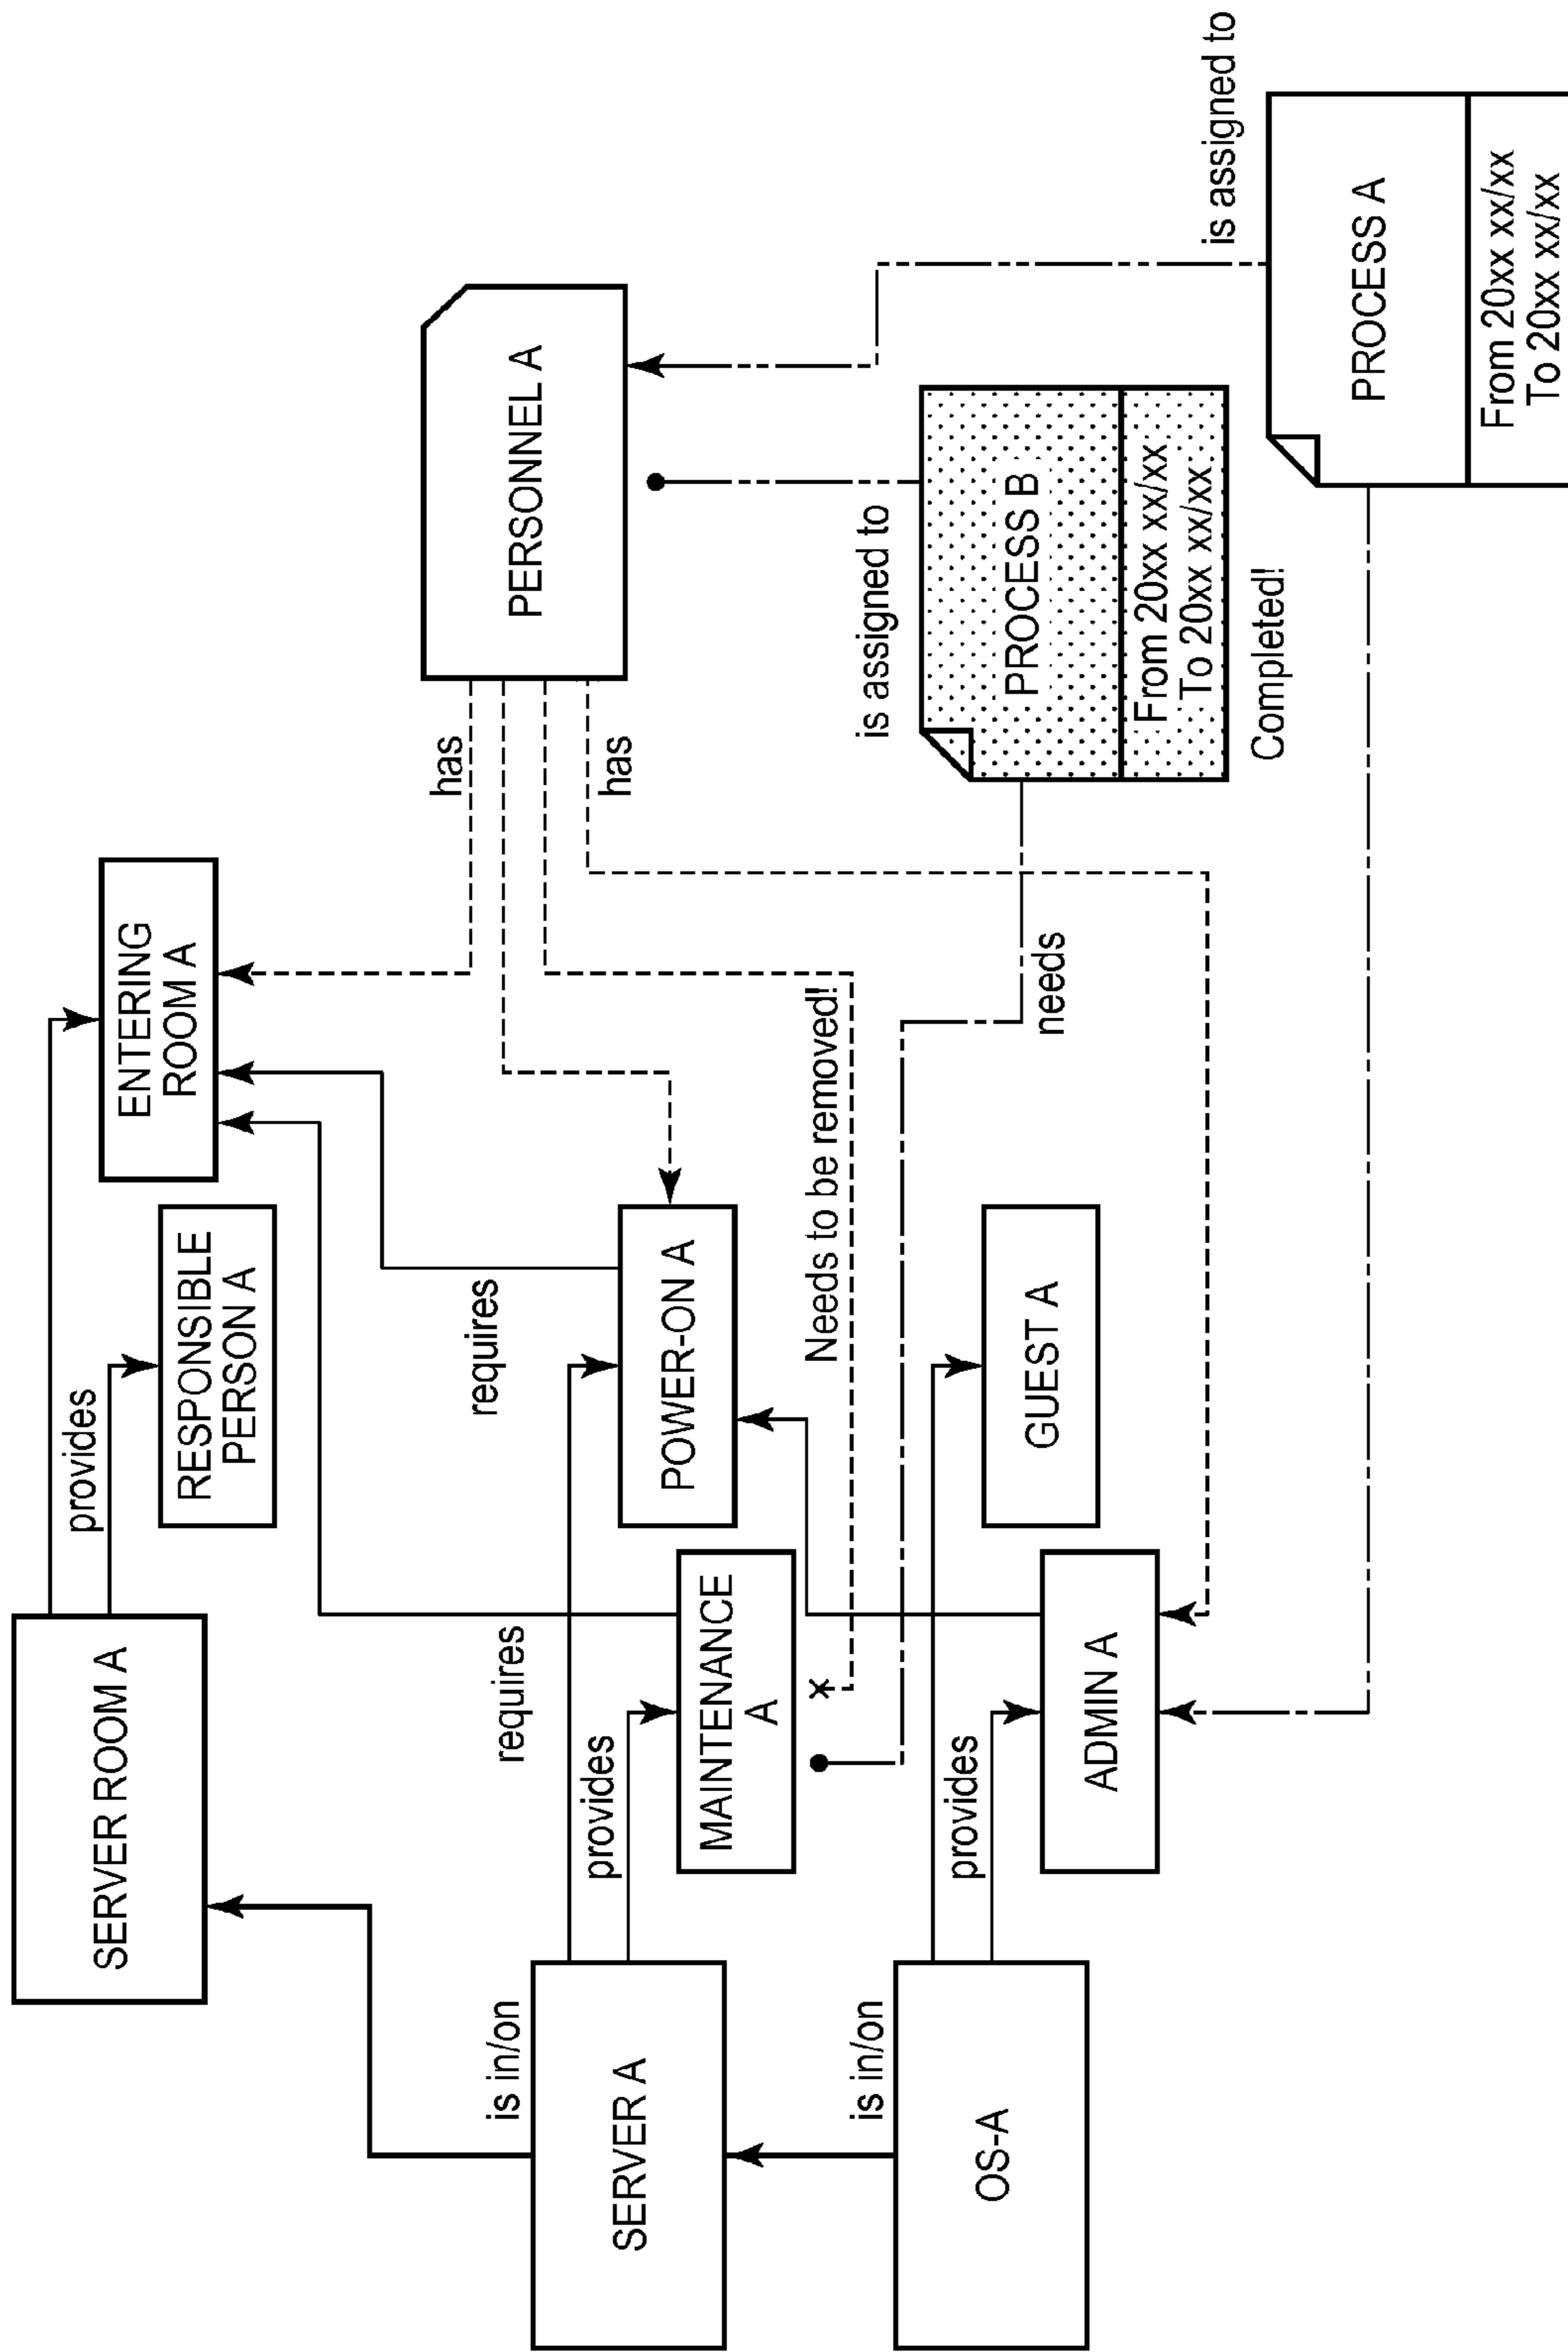 SERVER ROOM A
provides
ENTERING
ROOM A
RESPONSIBLE
PERSON A
has
requires
requires
is in/on
SERVER A
provides
MAINTENANCE
A
POWER-ON A
PERSONNEL A
has
Needs to be removed!
is assigned to
is in/on
OS-A
provides
ADMIN A
GUEST A
needs
PROCESS B
From 20xx xx/xx
To 20xx xx/xx
Completed!
is assigned to
PROCESS A
From 20xx xx/xx
To 20xx xx/xx